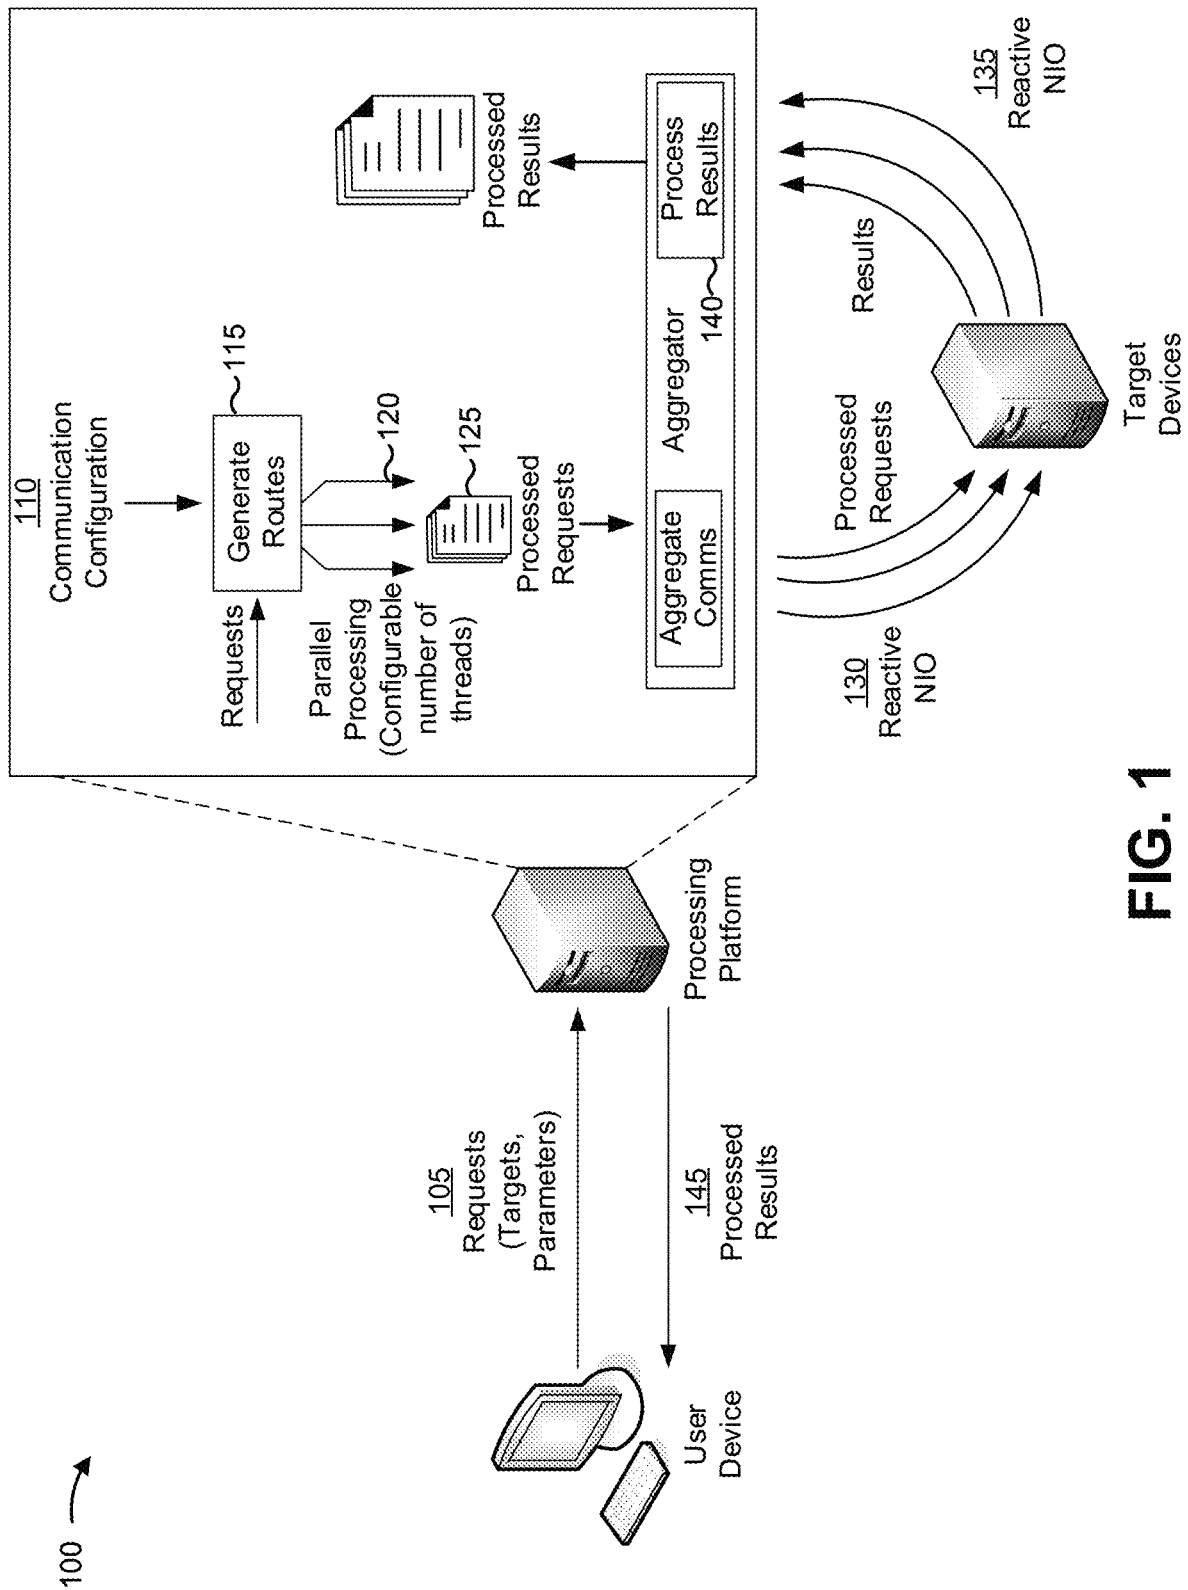 100
User
Device
105
Requests
(Targets,
Parameters)
145
Processed
Results
Processing
Platform
110
Communication
Configuration
Requests
Generate
Routes
115
Parallel
Processing
(Configurable
number of
threads)
120
125
Processed
Requests
Aggregate
Comms
Aggregator
140
Process
Results
Processed
Results
130
Reactive
NIO
Processed
Requests
Target
Devices
Results
135
Reactive
NIO
FIG. 1